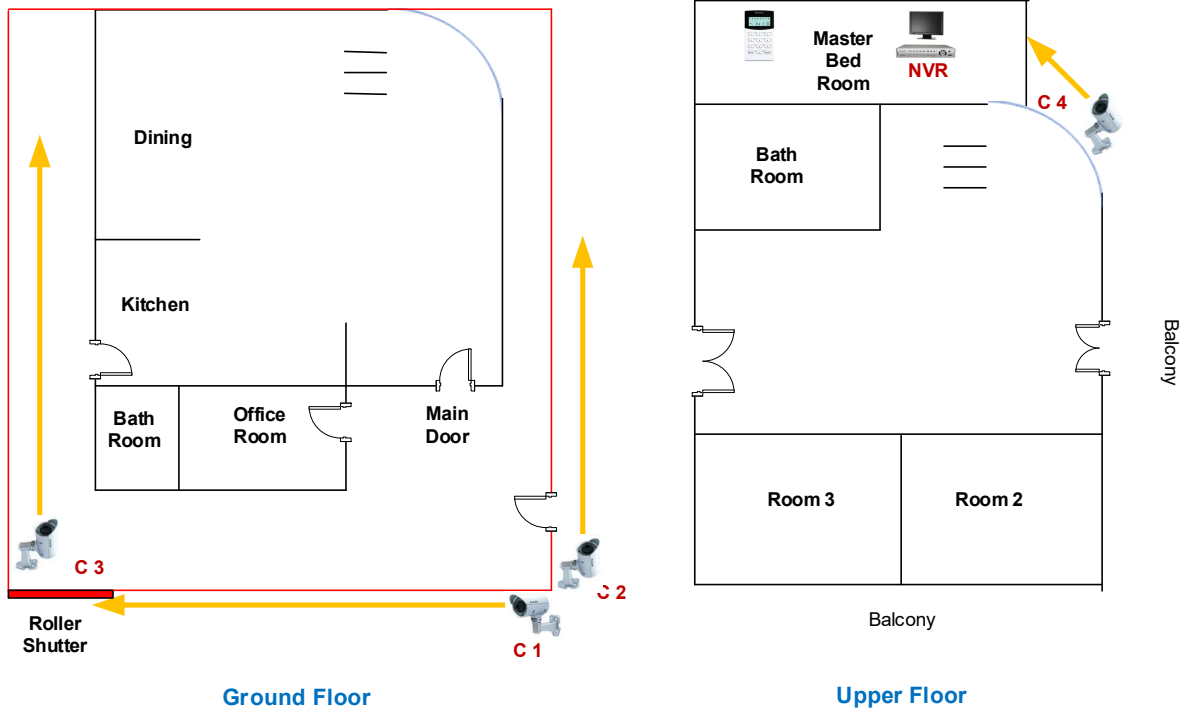 Dining
Kitchen
Bath
Room
Office
Room
Main
Door
C 3
C 2
Roller
Shutter
C 1
Ground Floor
Master
Bed
Room
NVR
C 4
Bath
Room
Balcony
Room 3
Room 2
Balcony
Upper Floor